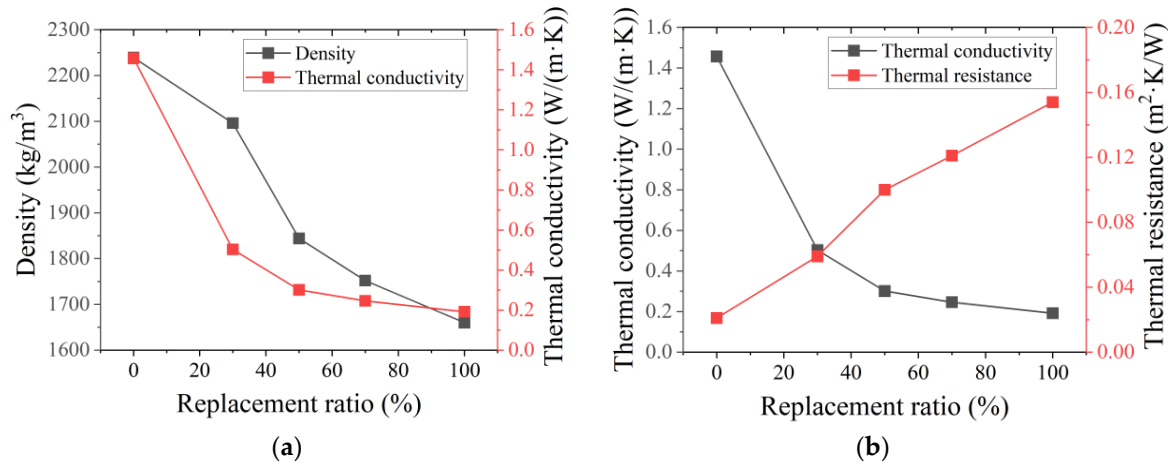 Density (kg/m³)
2300
2200
2100
2000
1900
1800
1700
1600
Density
Thermal conductivity
1.6
1.4
1.2
1.0
0.8
0.6
0.4
0.2
0.0
Thermal conductivity (W/(m·K))
0 20 40 60 80 100
Replacement ratio (%)
(a)
Thermal conductivity (W/(m·K))
1.6
1.4
1.2
1.0
0.8
0.6
0.4
0.2
0.0
Thermal conductivity
Thermal resistance
0.20
0.16
0.12
0.08
0.04
0.00
Thermal resistance (m²·K/W)
0 20 40 60 80 100
Replacement ratio (%)
(b)